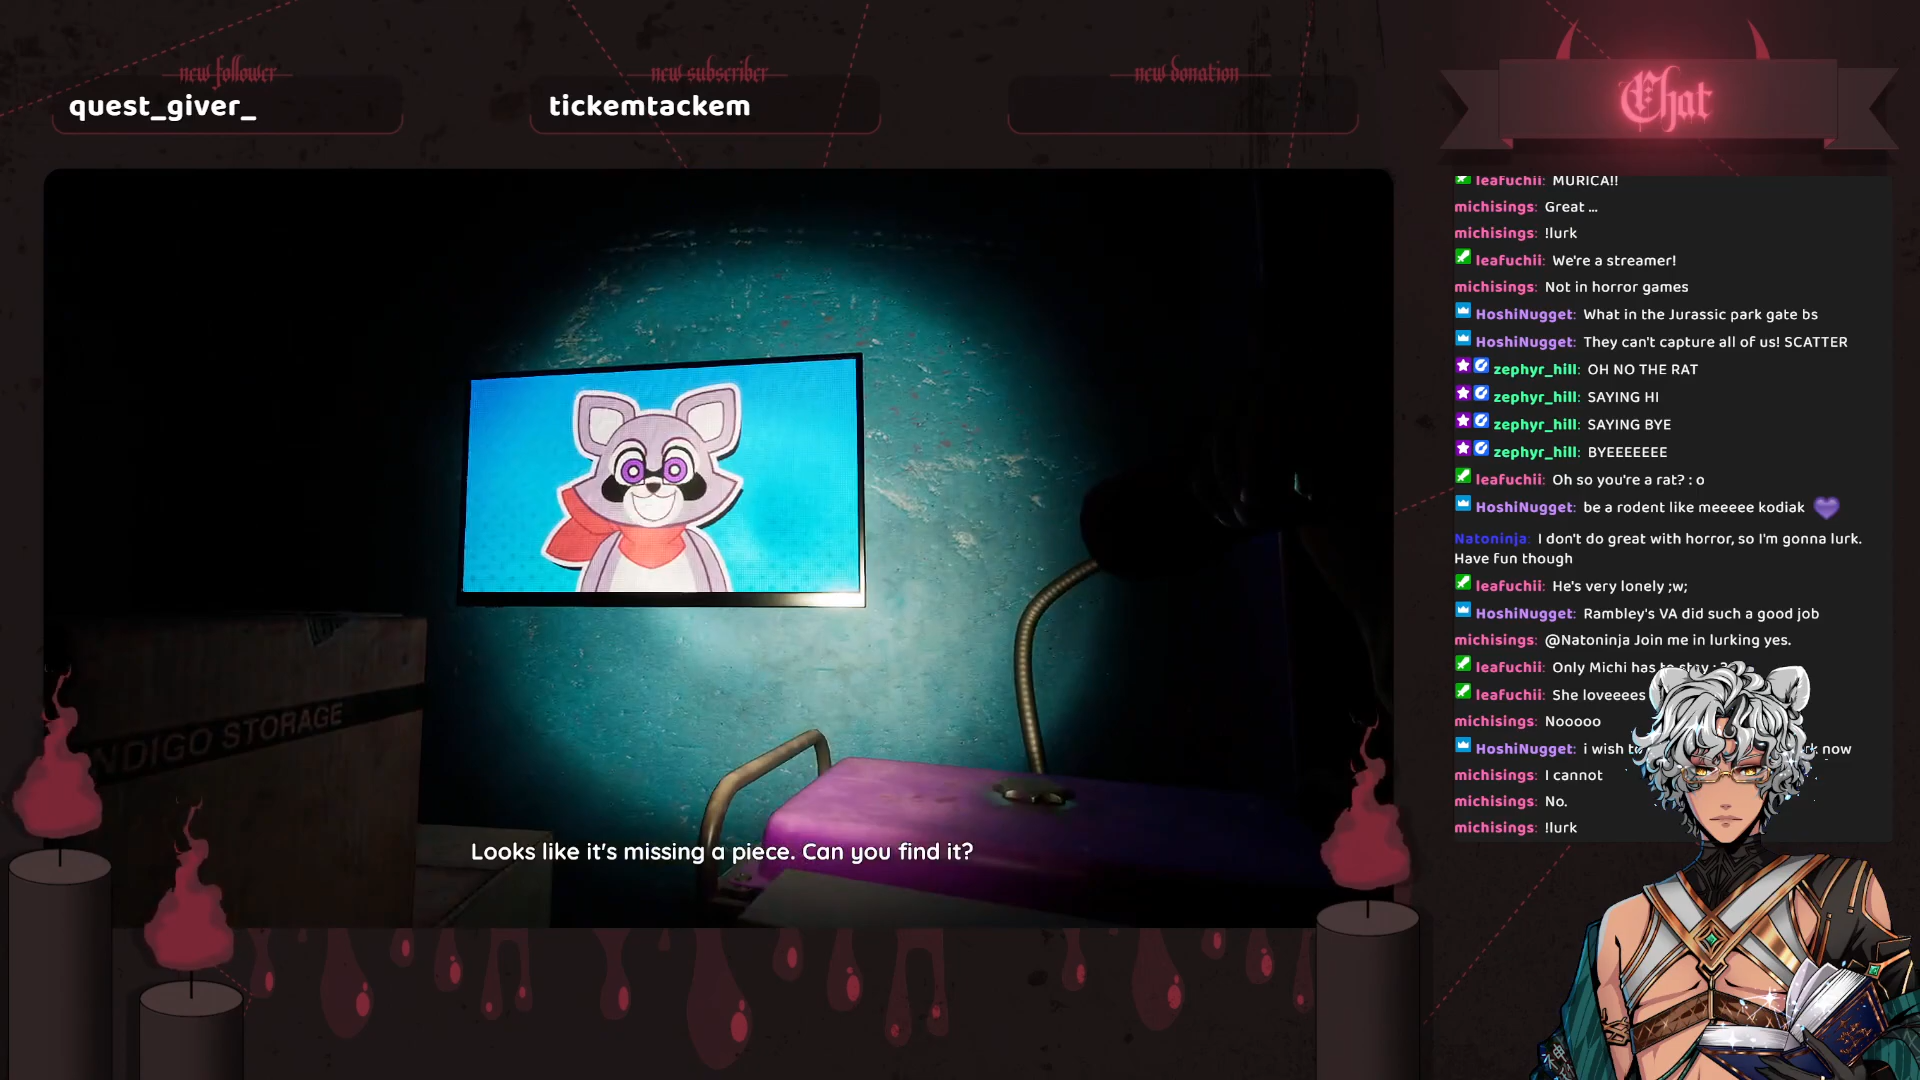 new follower
quest_giver_
new subscriber
tickemtackem
new donation
Chat
leafuchii: MURICA!!
michisings: Great ...
michisings: !lurk
leafuchii: We're a streamer!
michisings: Not in horror games
HoshiNugget: What in the Jurassic park gate bs
HoshiNugget: They can't capture all of us! SCATTER
zephyr_hill: OH NO THE RAT
zephyr_hill: SAYING HI
zephyr_hill: SAYING BYE
zephyr_hill: BYEEEEEEE
leafuchii: Oh so you're a rat? : o
HoshiNugget: be a rodent like meeeee kodiak
Natoninja: I don't do great with horror, so I'm gonna lurk.
Have fun though
leafuchii: He's very lonely ;w;
HoshiNugget: Rambley's VA did such a good job
michisings: @Natoninja Join me in lurking yes.
leafuchii: Only Michi has to stay
leafuchii: She loveeees
michisings: Nooooo
HoshiNugget: i wish now
michisings: I cannot
michisings: No.
michisings: !lurk
NDIGO STORAGE
Looks like it's missing a piece. Can you find it?